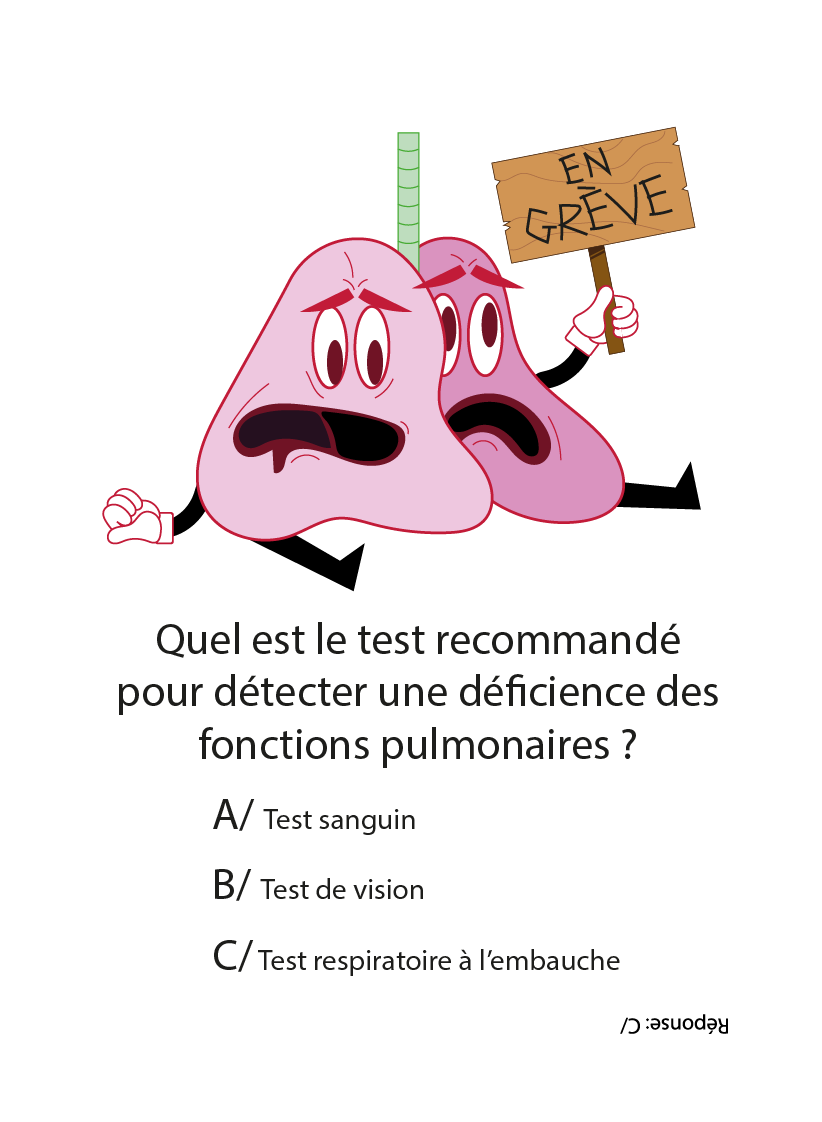 EN
GRÈVE
Quel est le test recommandé
pour détecter une déficience des
fonctions pulmonaires ?
A/ Test sanguin
B/ Test de vision
C/ Test respiratoire à l’embauche
Réponse: C/